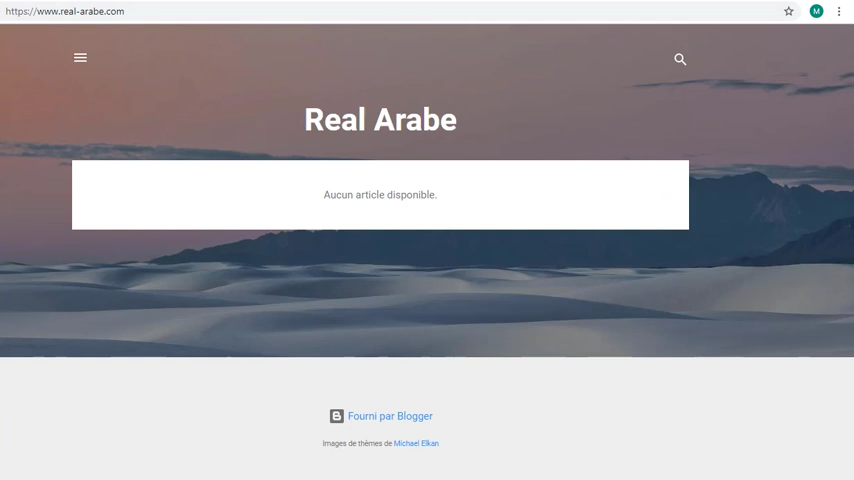 https://www.real-arabe.com
M
Real Arabe
Aucun article disponible.
Fourni par Blogger
Images de thèmes de Michael Elkan